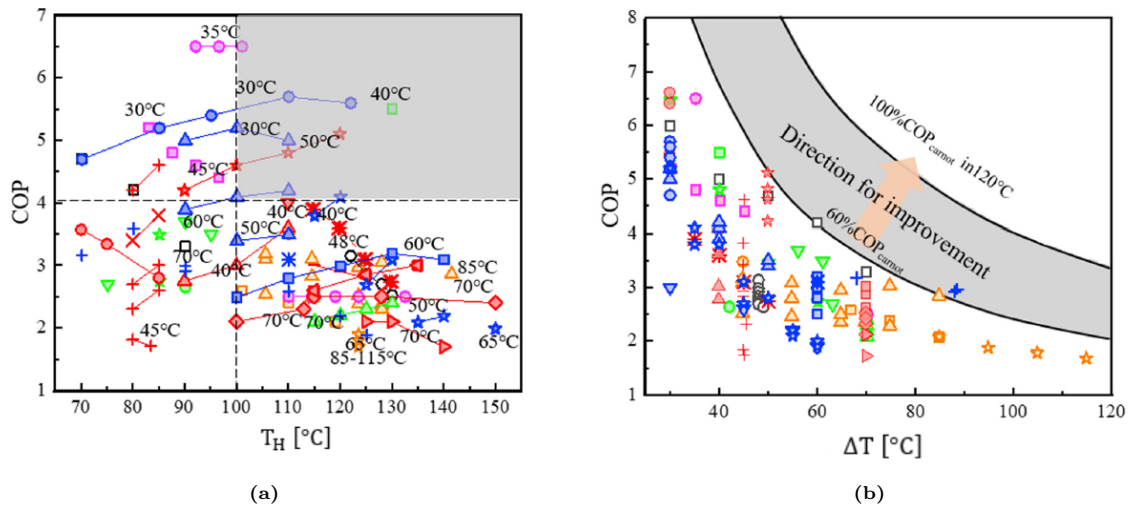 7
6
5
4
3
2
1
COP
35°C
30°C
40°C
30°C
30°C
50°C
45°C
60°C
50°C
40°C
40°C
48°C
60°C
70°C
40°C
85°C
70°C
50°C
45°C
70°C
70°C
65°C
70°C
65°C
85-115°C
70 80 90 100 110 120 130 140 150
T_H [°C]
(a)
8
7
6
5
4
3
2
1
COP
100%COP_carnot in120°C
Direction for improvement
60%COP_carnot
20 40 60 80 100 120
ΔT [°C]
(b)